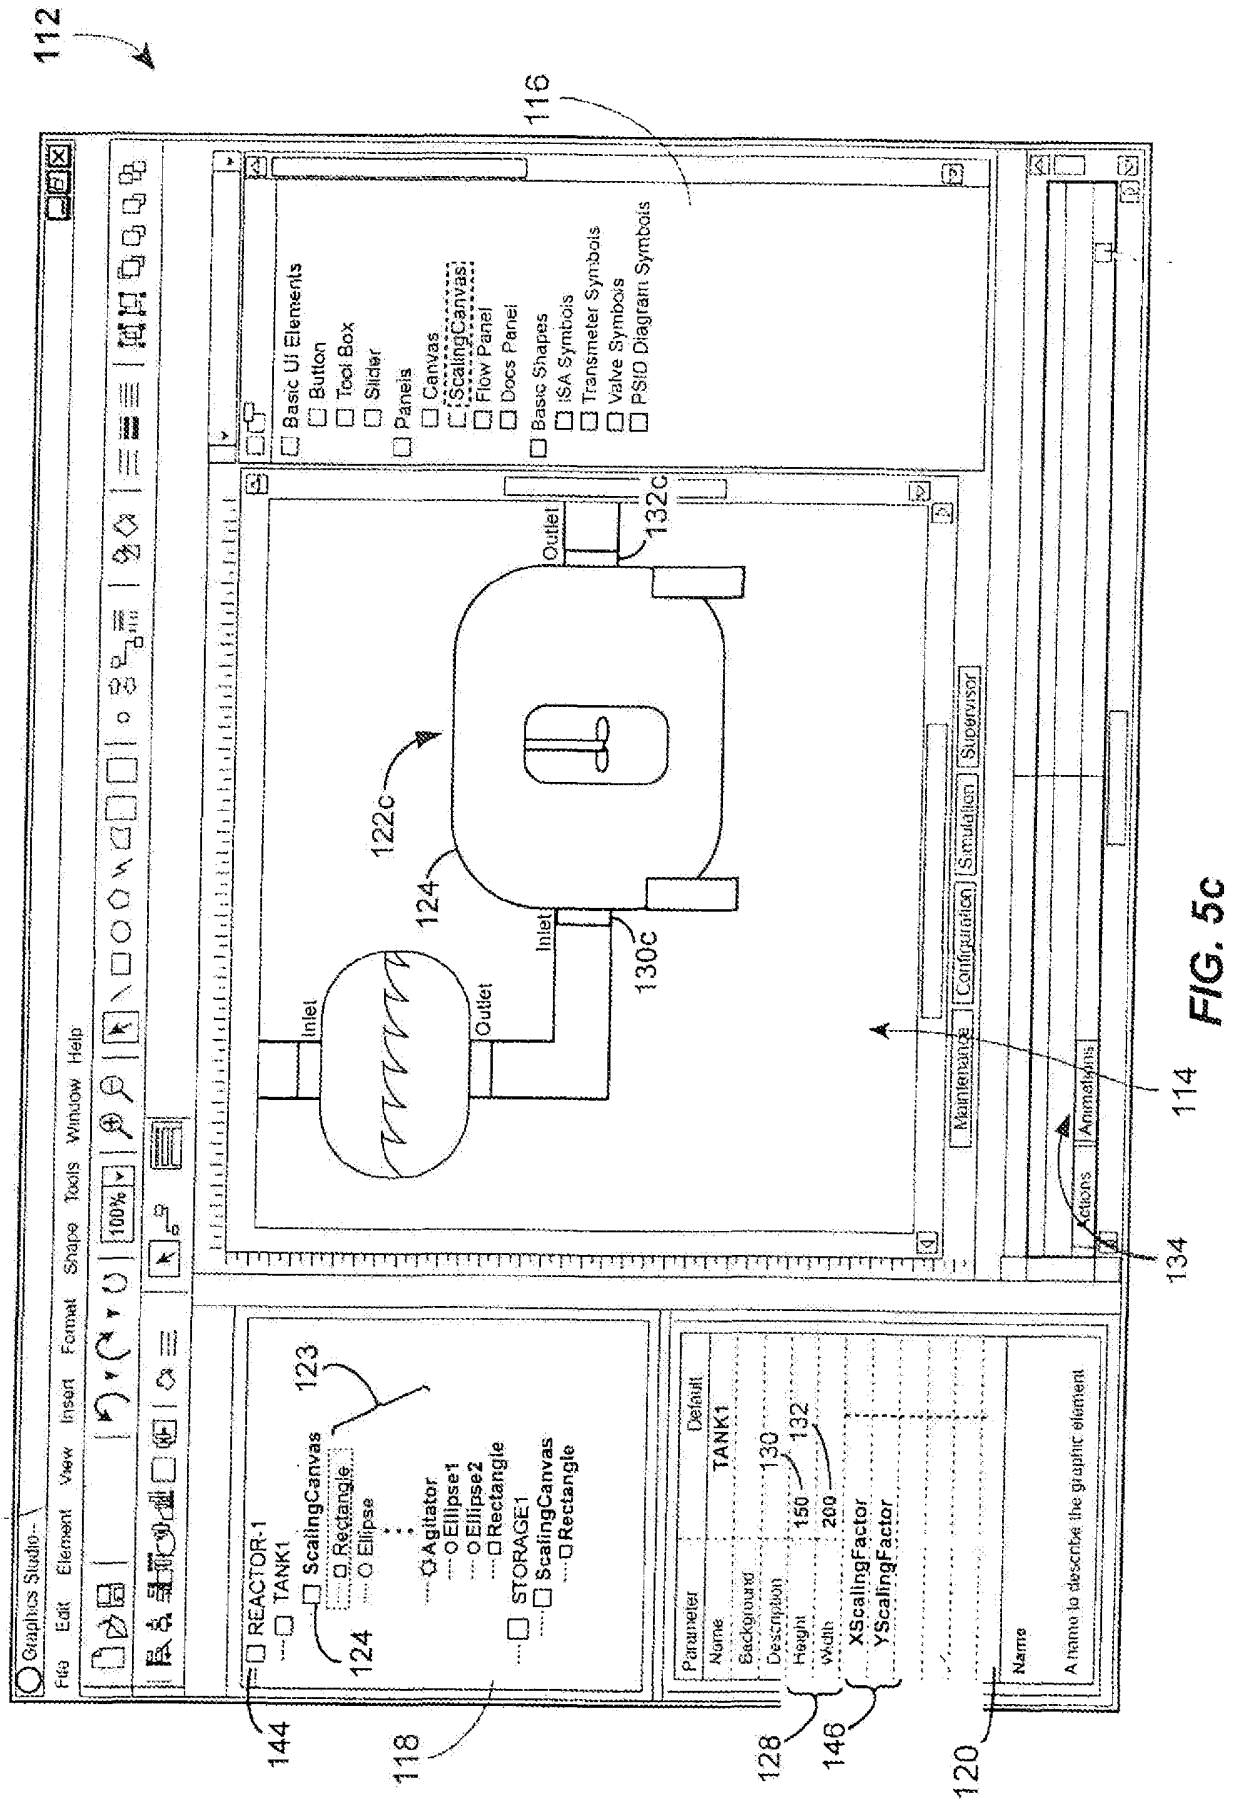 112
Graphics Studio--
File Edit Element View Insert Format Shape Tools Window Help
100%
144
REACTOR-1
TANK1
ScalingCanvas
Rectangle
Ellipse
123
124
Agitator
Ellipse1
Ellipse2
Rectangle
STORAGE1
ScalingCanvas
Rectangle
118
Parameter Default
Name TANK1
Background
Description
Height 150 130
Width 200 132
XScalingFactor
YScalingFactor
128
146
120
Name
A name to describe the graphic element
Inlet
Outlet
122c
124
Inlet
130c
Outlet
132c
114
Maintenance Configuration Simulation Supervisor
Basic UI Elements
Button
Tool Box
Slider
Panels
Canvas
ScalingCanvas
Flow Panel
Docs Panel
Basic Shapes
ISA Symbols
Transmeter Symbols
Valve Symbols
PSID Diagram Symbols
116
Actions Animations
134
FIG. 5c